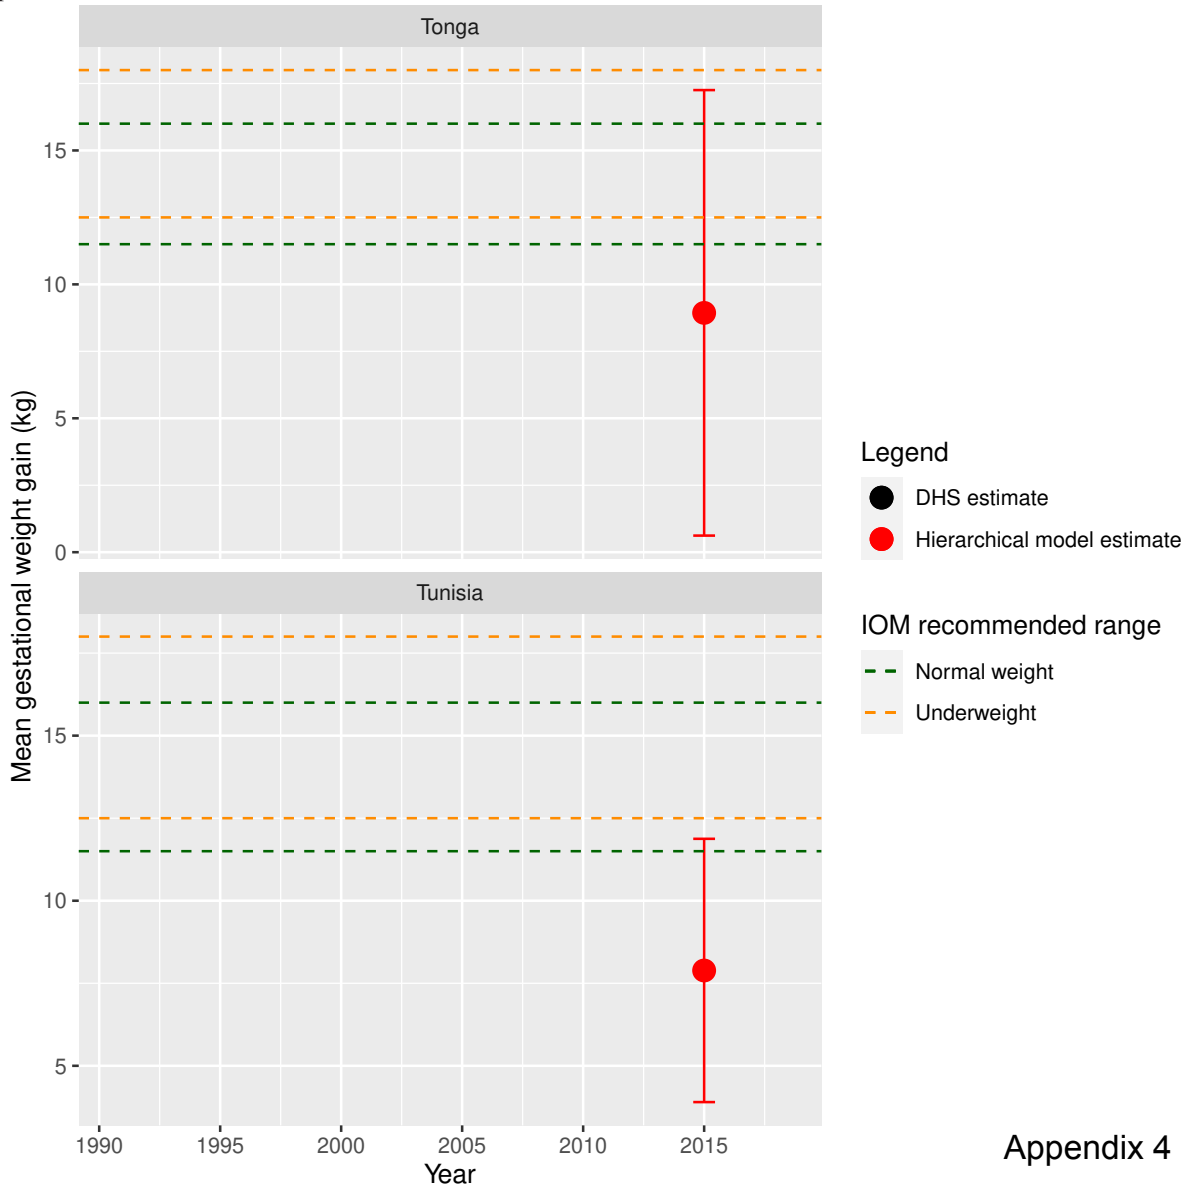 Tonga
15
10
5
0
Tunisia
15
10
5
1990 1995 2000 2005 2010 2015
Year
Mean gestational weight gain (kg)
Legend
DHS estimate
Hierarchical model estimate
IOM recommended range
Normal weight
Underweight
Appendix 4